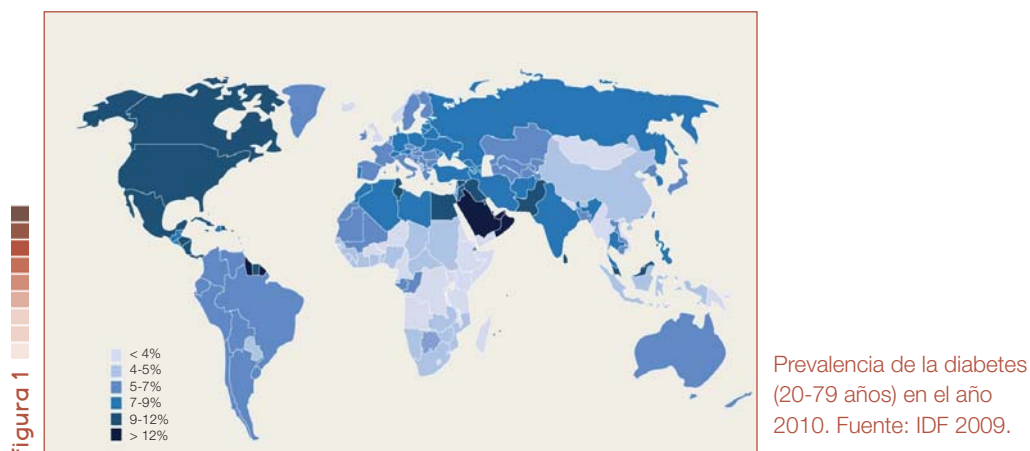 figura 1
< 4%
4-5%
5-7%
7-9%
9-12%
> 12%
Prevalencia de la diabetes
(20-79 años) en el año
2010. Fuente: IDF 2009.